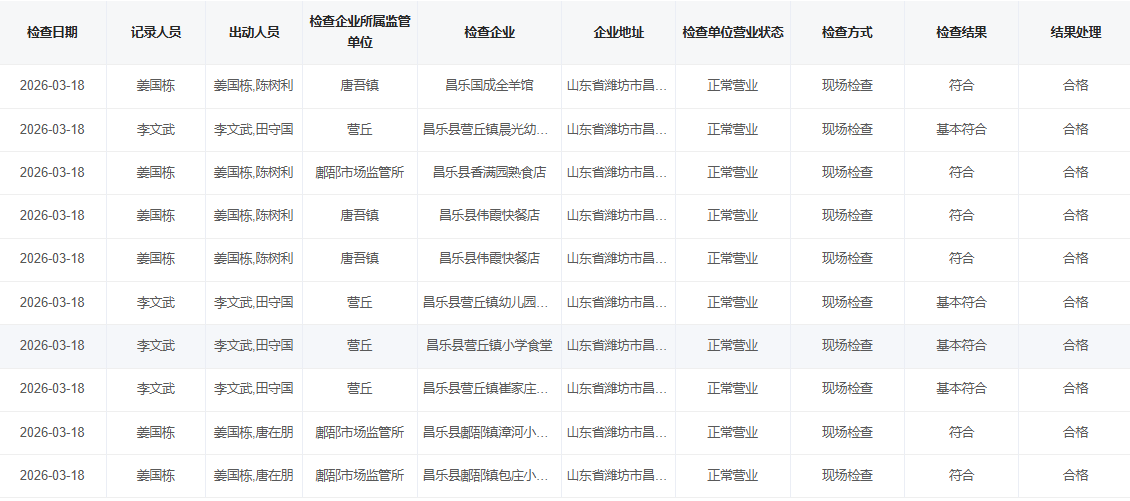 检查日期 记录人员 出动人员 检查企业所属监管单位 检查企业 企业地址 检查单位营业状态 检查方式 检查结果 结果处理
2026-03-18 姜国栋 姜国栋,陈树利 唐吾镇 昌乐国成全羊馆 山东省潍坊市昌... 正常营业 现场检查 符合 合格
2026-03-18 李文武 李文武,田守国 营丘 昌乐县营丘镇晨光幼... 山东省潍坊市昌... 正常营业 现场检查 基本符合 合格
2026-03-18 姜国栋 姜国栋,陈树利 鄌郚市场监管所 昌乐县香满园熟食店 山东省潍坊市昌... 正常营业 现场检查 符合 合格
2026-03-18 姜国栋 姜国栋,陈树利 唐吾镇 昌乐县伟霞快餐店 山东省潍坊市昌... 正常营业 现场检查 符合 合格
2026-03-18 姜国栋 姜国栋,陈树利 唐吾镇 昌乐县伟霞快餐店 山东省潍坊市昌... 正常营业 现场检查 符合 合格
2026-03-18 李文武 李文武,田守国 营丘 昌乐县营丘镇幼儿园... 山东省潍坊市昌... 正常营业 现场检查 基本符合 合格
2026-03-18 李文武 李文武,田守国 营丘 昌乐县营丘镇小学食堂 山东省潍坊市昌... 正常营业 现场检查 基本符合 合格
2026-03-18 李文武 李文武,田守国 营丘 昌乐县营丘镇崔家庄... 山东省潍坊市昌... 正常营业 现场检查 基本符合 合格
2026-03-18 姜国栋 姜国栋,唐在朋 鄌郚市场监管所 昌乐县鄌郚镇漳河小... 山东省潍坊市昌... 正常营业 现场检查 符合 合格
2026-03-18 姜国栋 姜国栋,唐在朋 鄌郚市场监管所 昌乐县鄌郚镇包庄小... 山东省潍坊市昌... 正常营业 现场检查 符合 合格